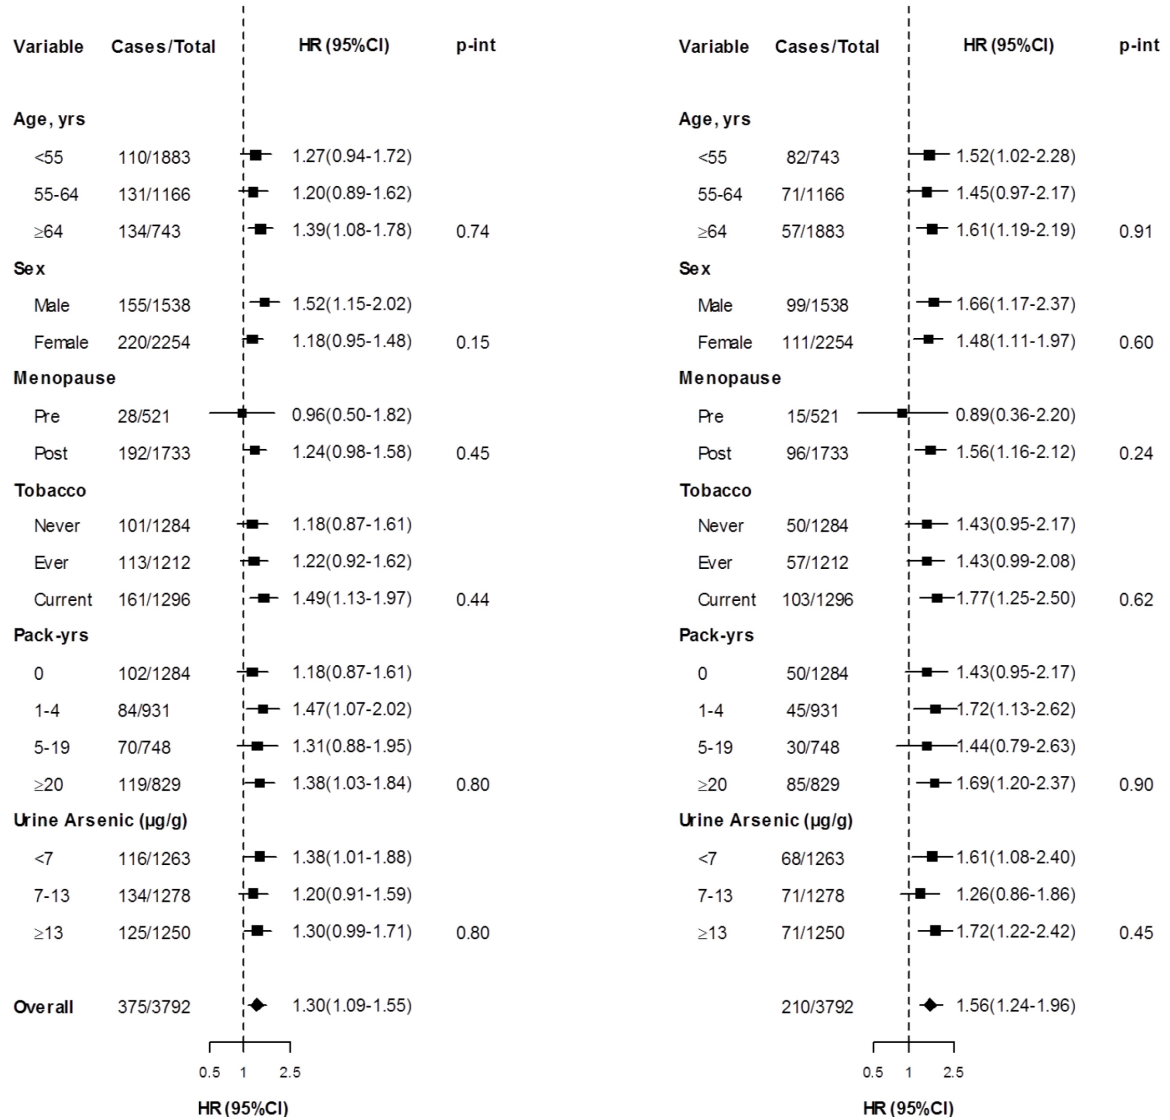 Variable Cases/Total HR (95%CI) p-int
Age, yrs
<55 110/1883 1.27(0.94-1.72)
55-64 131/1166 1.20(0.89-1.62)
≥64 134/743 1.39(1.08-1.78) 0.74
Sex
Male 155/1538 1.52(1.15-2.02)
Female 220/2254 1.18(0.95-1.48) 0.15
Menopause
Pre 28/521 0.96(0.50-1.82)
Post 192/1733 1.24(0.98-1.58) 0.45
Tobacco
Never 101/1284 1.18(0.87-1.61)
Ever 113/1212 1.22(0.92-1.62)
Current 161/1296 1.49(1.13-1.97) 0.44
Pack-yrs
0 102/1284 1.18(0.87-1.61)
1-4 84/931 1.47(1.07-2.02)
5-19 70/748 1.31(0.88-1.95)
≥20 119/829 1.38(1.03-1.84) 0.80
Urine Arsenic (µg/g)
<7 116/1263 1.38(1.01-1.88)
7-13 134/1278 1.20(0.91-1.59)
≥13 125/1250 1.30(0.99-1.71) 0.80
Overall 375/3792 1.30(1.09-1.55)
0.5 1 2.5
HR (95%CI)
Variable Cases/Total HR (95%CI) p-int
Age, yrs
<55 82/743 1.52(1.02-2.28)
55-64 71/1166 1.45(0.97-2.17)
≥64 57/1883 1.61(1.19-2.19) 0.91
Sex
Male 99/1538 1.66(1.17-2.37)
Female 111/2254 1.48(1.11-1.97) 0.60
Menopause
Pre 15/521 0.89(0.36-2.20)
Post 96/1733 1.56(1.16-2.12) 0.24
Tobacco
Never 50/1284 1.43(0.95-2.17)
Ever 57/1212 1.43(0.99-2.08)
Current 103/1296 1.77(1.25-2.50) 0.62
Pack-yrs
0 50/1284 1.43(0.95-2.17)
1-4 45/931 1.72(1.13-2.62)
5-19 30/748 1.44(0.79-2.63)
≥20 85/829 1.69(1.20-2.37) 0.90
Urine Arsenic (µg/g)
<7 68/1263 1.61(1.08-2.40)
7-13 71/1278 1.26(0.86-1.86)
≥13 71/1250 1.72(1.22-2.42) 0.45
210/3792 1.56(1.24-1.96)
0.5 1 2.5
HR (95%CI)